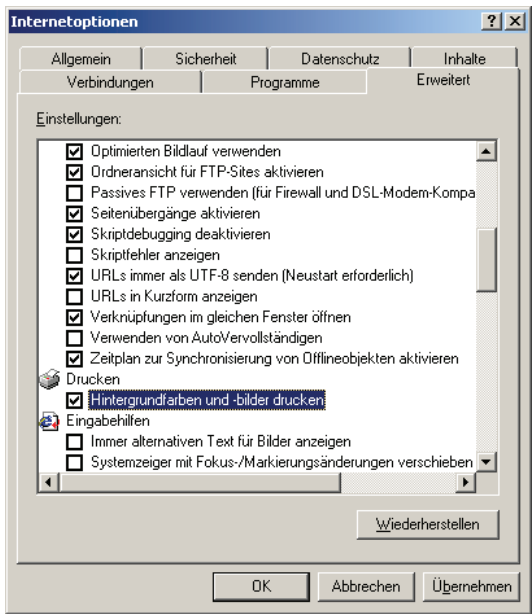 Internetoptionen
Allgemein Sicherheit Datenschutz Inhalte
Verbindungen Programme Erweitert
Einstellungen:
Optimierten Bildlauf verwenden
Ordneransicht für FTP-Sites aktivieren
Passives FTP verwenden (für Firewall und DSL-Modem-Kompa
Seitenübergänge aktivieren
Skriptdebugging deaktivieren
Skriptfehler anzeigen
URLs immer als UTF-8 senden (Neustart erforderlich)
URLs in Kurzform anzeigen
Verknüpfungen im gleichen Fenster öffnen
Verwenden von AutoVervollständigen
Zeitplan zur Synchronisierung von Offlineobjekten aktivieren
Drucken
Hintergrundfarben und -bilder drucken
Eingabehilfen
Immer alternativen Text für Bilder anzeigen
Systemzeiger mit Fokus-/Markierungsänderungen verschieben
Wiederherstellen
OK Abbrechen Übernehmen